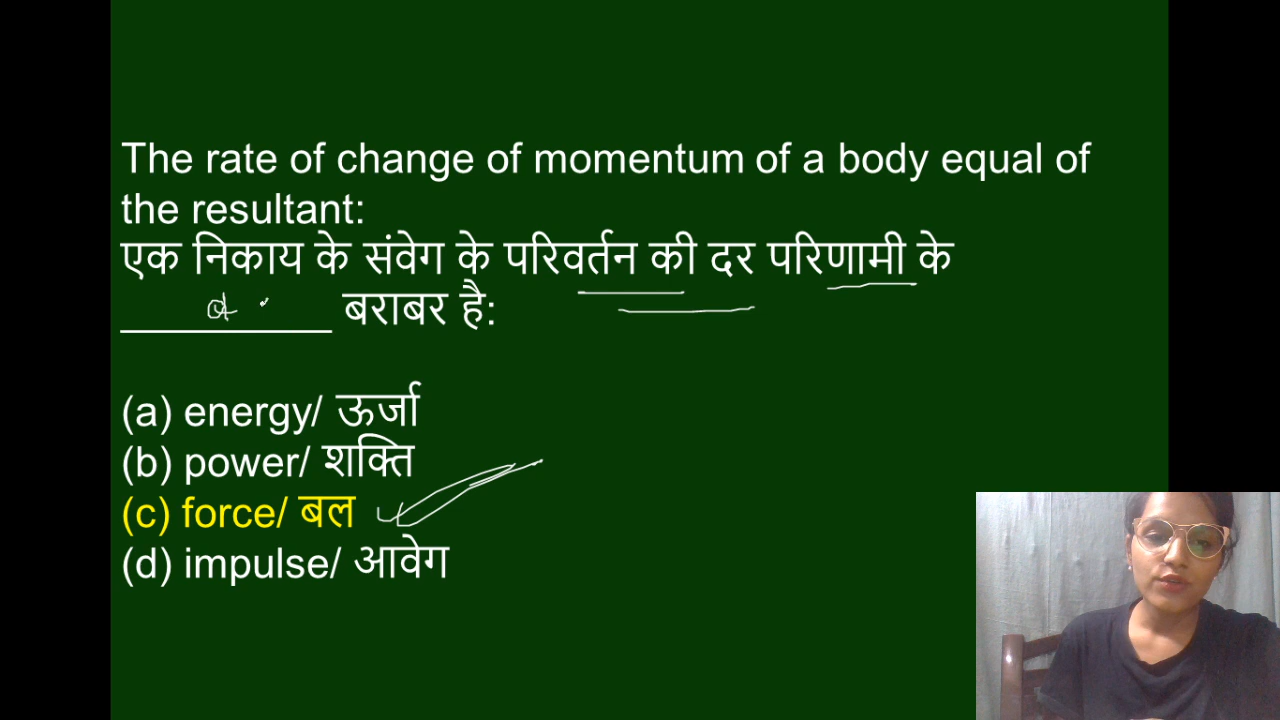 The rate of change of momentum of a body equal of
the resultant:
एक निकाय के संवेग के परिवर्तन की दर परिणामी के
____________ बराबर है:
(a) energy/ ऊर्जा
(b) power/ शक्ति
(c) force/ बल
(d) impulse/ आवेग